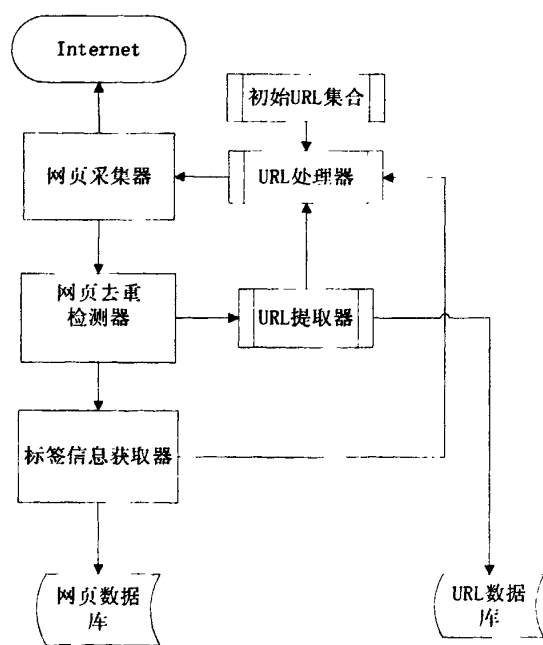 Internet
初始URL集合
网页采集器
URL处理器
网页去重
检测器
URL提取器
标签信息获取器
网页数据
库
URL数据
库